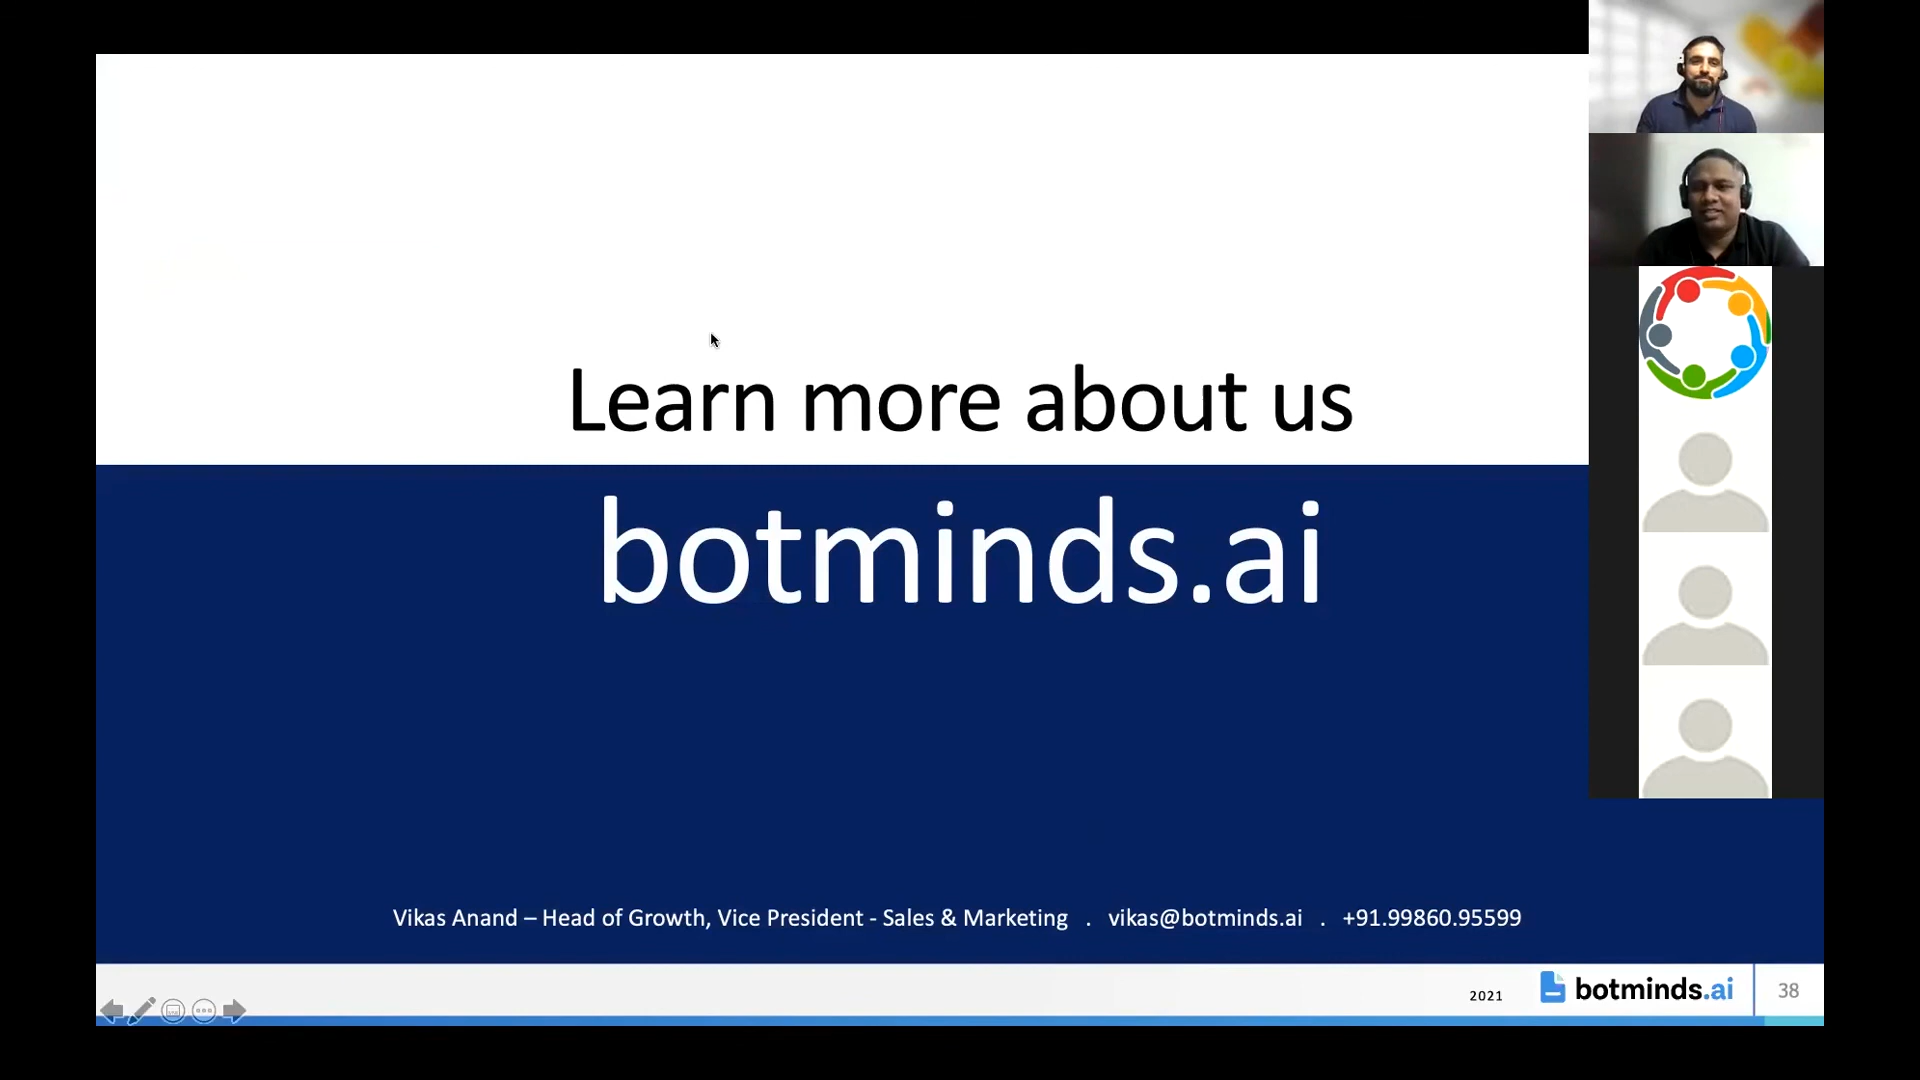 Learn more about us
botminds.ai
Vikas Anand – Head of Growth, Vice President - Sales & Marketing . vikas@botminds.ai . +91.99860.95599
2021 botminds.ai 38